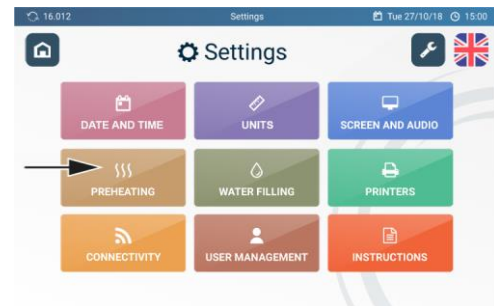 16.012 Settings Tue 27/10/18 15:00
Settings
DATE AND TIME UNITS SCREEN AND AUDIO
PREHEATING WATER FILLING PRINTERS
CONNECTIVITY USER MANAGEMENT INSTRUCTIONS